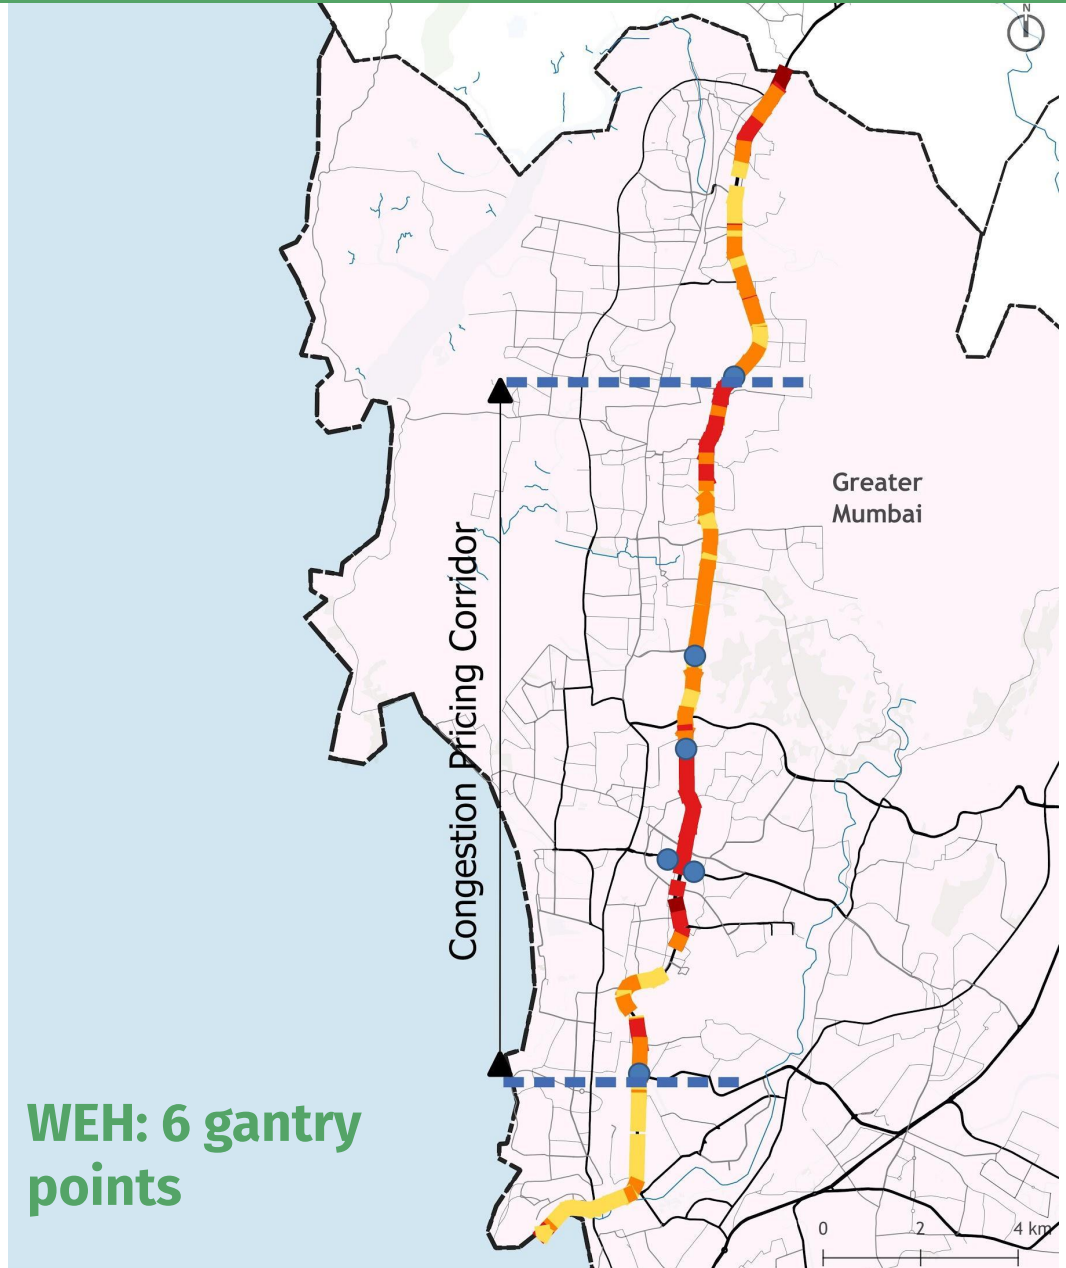 N
Greater
Mumbai
Congestion Pricing Corridor
WEH: 6 gantry
points
0 2 4 km